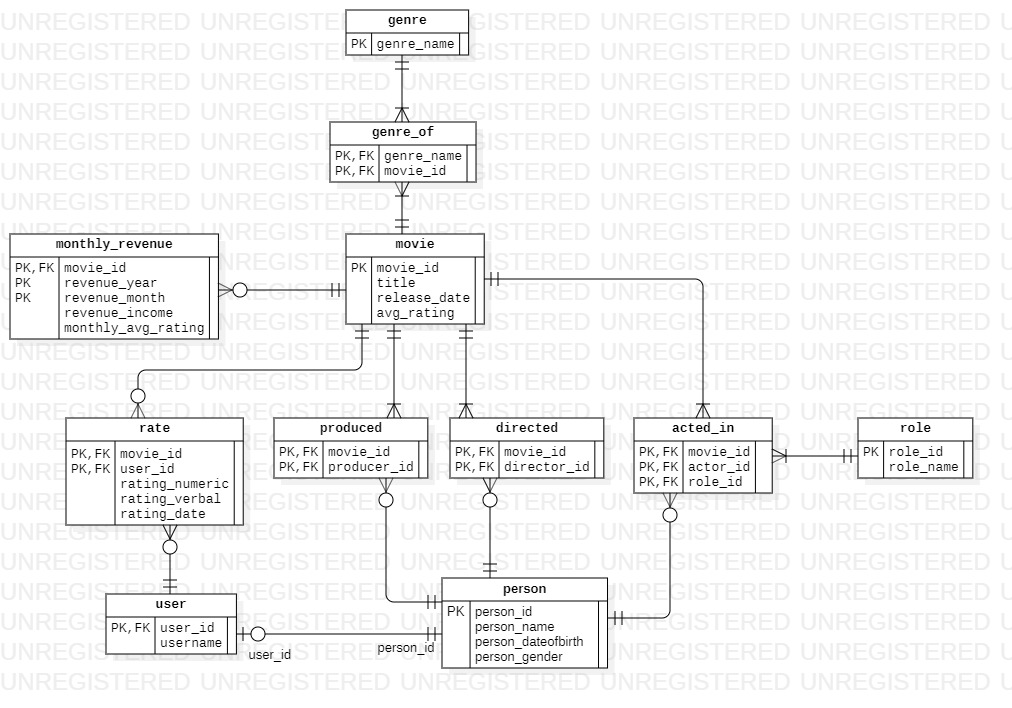 genre
PK genre_name
genre_of
PK,FK genre_name
PK,FK movie_id
monthly_revenue
PK,FK movie_id
PK revenue_year
PK revenue_month
revenue_income
monthly_avg_rating
movie
PK movie_id
title
release_date
avg_rating
rate
PK,FK movie_id
PK,FK user_id
rating_numeric
rating_verbal
rating_date
produced
PK,FK movie_id
PK,FK producer_id
directed
PK,FK movie_id
PK,FK director_id
acted_in
PK,FK movie_id
PK,FK actor_id
PK,FK role_id
role
PK role_id
role_name
user
PK,FK user_id
username
user_id
person_id
person
PK person_id
person_name
person_dateofbirth
person_gender
UNREGISTERED